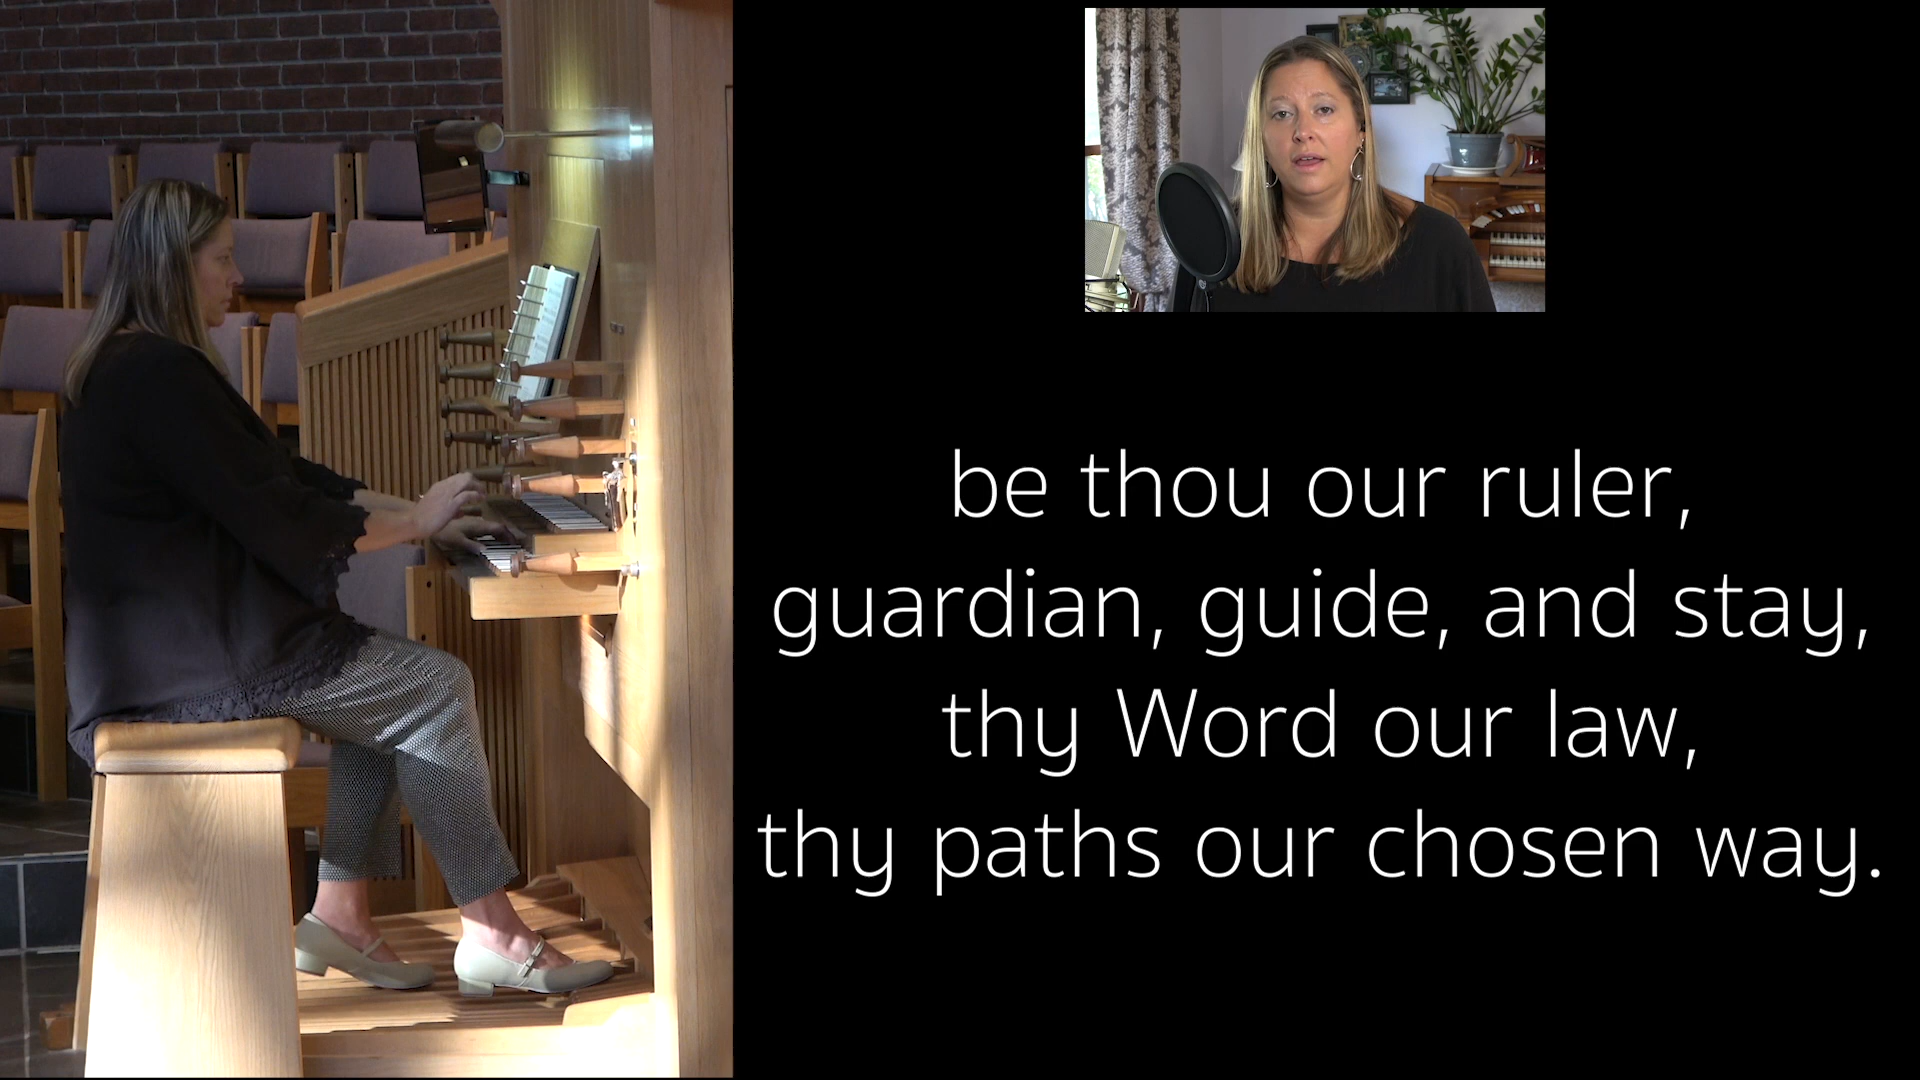 be thou our ruler,
guardian, guide, and stay,
thy Word our law,
thy paths our chosen way.